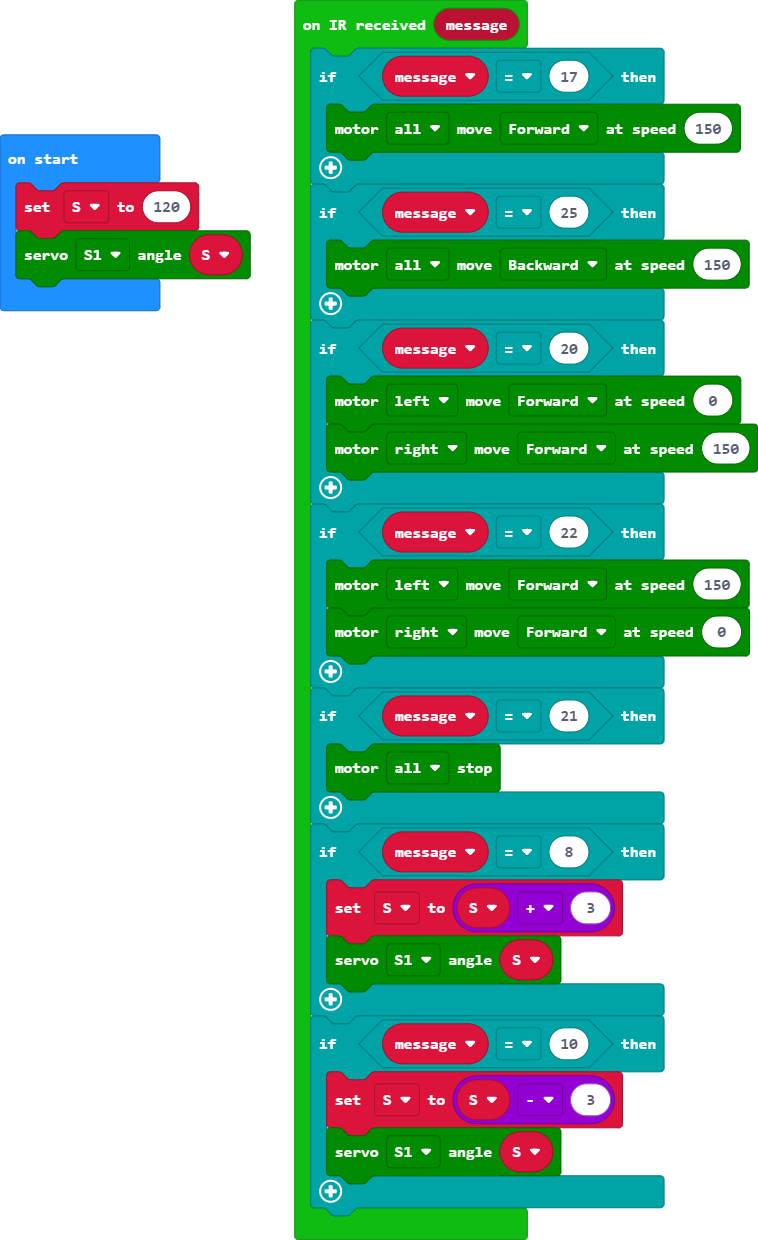 on start
set S to 120
servo S1 angle S
on IR received message
if message = 17 then
motor all move Forward at speed 150
if message = 25 then
motor all move Backward at speed 150
if message = 20 then
motor left move Forward at speed 0
motor right move Forward at speed 150
if message = 22 then
motor left move Forward at speed 150
motor right move Forward at speed 0
if message = 21 then
motor all stop
if message = 8 then
set S to S + 3
servo S1 angle S
if message = 10 then
set S to S - 3
servo S1 angle S